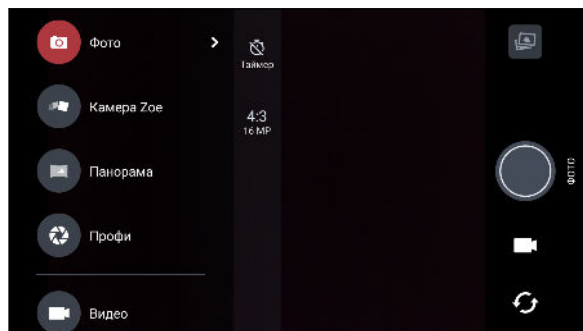 Фото
Таймер
Камера Zoe
4:3
16 MP
Панорама
ФОТО
Профи
Видео